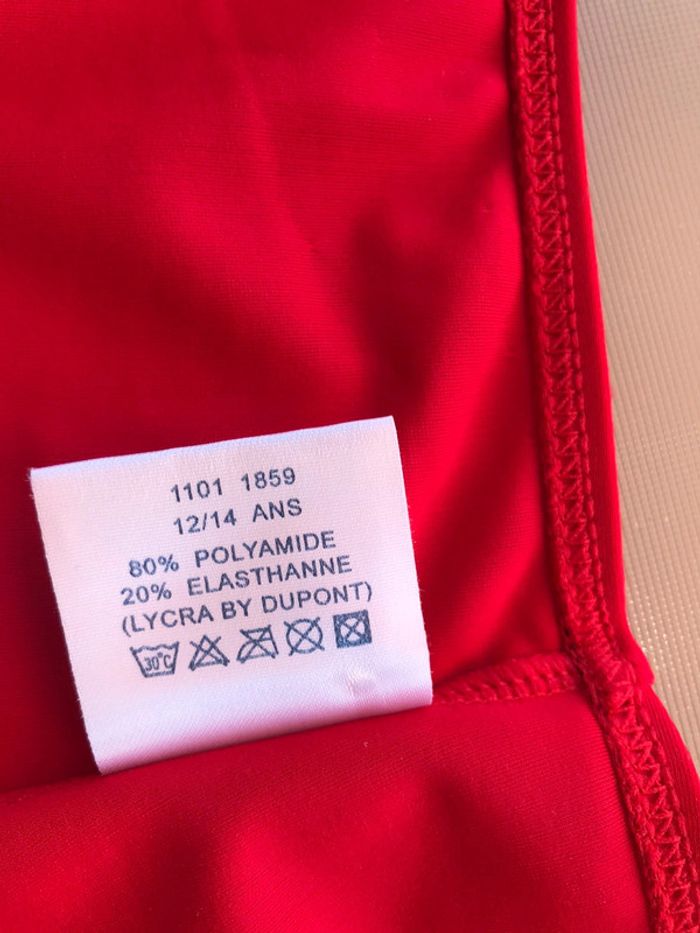 1101 1859
12/14 ANS
80% POLYAMIDE
20% ELASTHANNE
(LYCRA BY DUPONT)
30°C